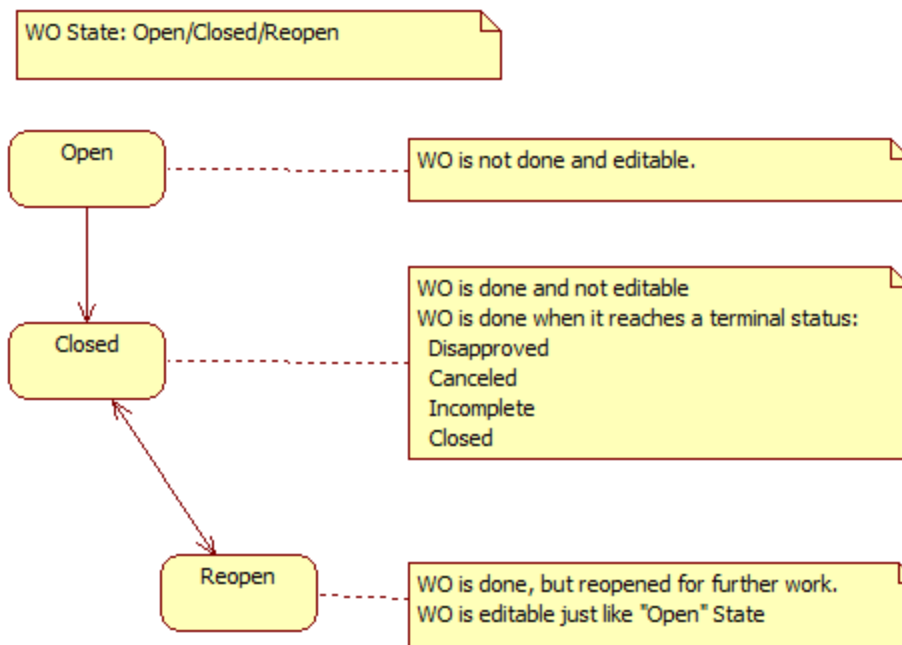 WO State: Open/Closed/Reopen
Open
WO is not done and editable.
Closed
WO is done and not editable
WO is done when it reaches a terminal status:
Disapproved
Canceled
Incomplete
Closed
Reopen
WO is done, but reopened for further work.
WO is editable just like "Open" State